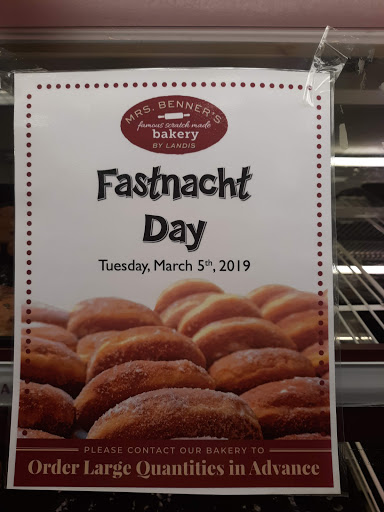 MRS. BENNER'S
famous scratch made
bakery
BY LANDIS
Fastnacht
Day
Tuesday, March 5th, 2019
PLEASE CONTACT OUR BAKERY TO
Order Large Quantities in Advance